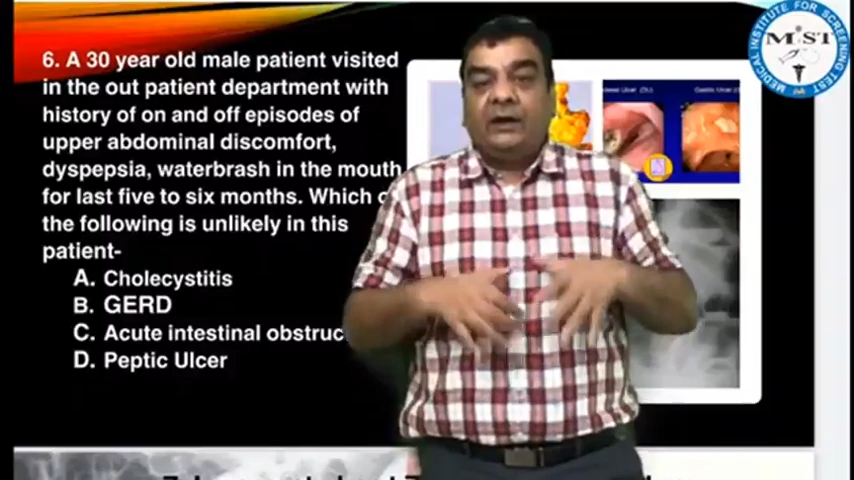 6. A 30 year old male patient visited
in the out patient department with
history of on and off episodes of
upper abdominal discomfort,
dyspepsia, waterbrash in the mouth
for last five to six months. Which
the following is unlikely in this
patient-
A. Cholecystitis
B. GERD
C. Acute intestinal
D. Peptic Ulcer
Ulcer
Gastric Ulcer
MIST
MEDICAL INSTITUTE FOR SCREENING TEST